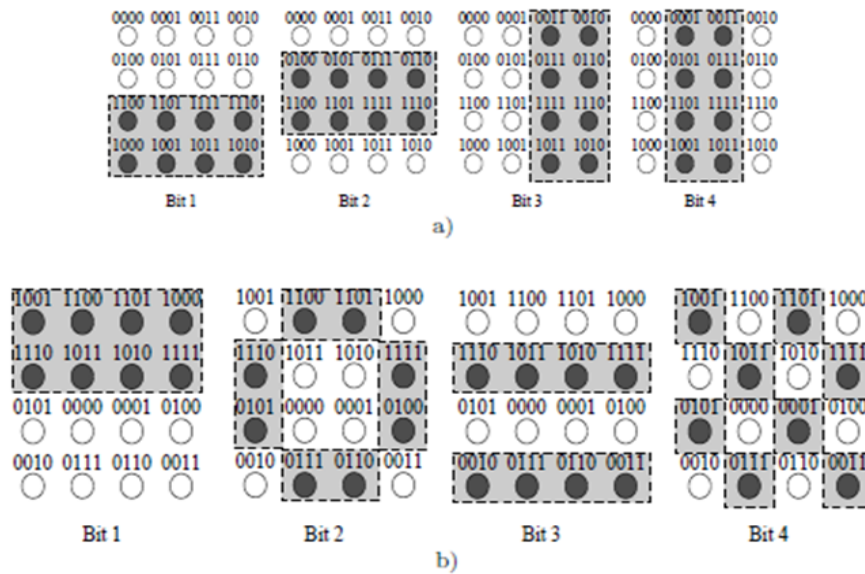 0000 0001 0011 0010 0000 0001 0011 0010 0000 0001 0011 0010 0000 0001 0011 0010
0100 0101 0111 0110 0100 0101 0111 0110 0100 0101 0111 0110 0100 0101 0111 0110
1100 1101 1111 1110 1100 1101 1111 1110 1100 1101 1111 1110 1100 1101 1111 1110
1000 1001 1011 1010 1000 1001 1011 1010 1000 1001 1011 1010 1000 1001 1011 1010
Bit 1 Bit 2 Bit 3 Bit 4
a)
1001 1100 1101 1000 1001 1100 1101 1000 1001 1100 1101 1000 1001 1100 1101 1000
1110 1011 1010 1111 1110 1011 1010 1111 1110 1011 1010 1111 1110 1011 1010 1111
0101 0000 0001 0100 0101 0000 0001 0100 0101 0000 0001 0100 0101 0000 0001 0100
0010 0111 0110 0011 0010 0111 0110 0011 0010 0111 0110 0011 0010 0111 0110 0011
Bit 1 Bit 2 Bit 3 Bit 4
b)